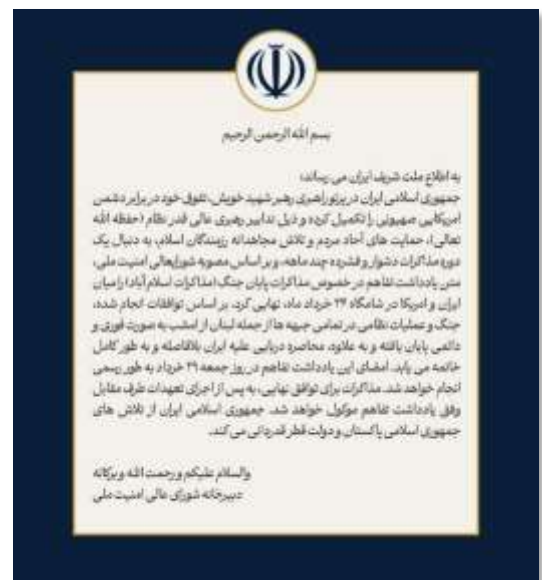 بسم الله الرحمن الرحیم
به اطلاع ملت شریف ایران می رساند؛
جمهوری اسلامی ایران در پرتو راهبری رهبر شهید خویش، تفوق خود در برابر دشمن
امریکایی صهیونی را تکمیل کرده و ذیل تدابیر رهبری عالی قدر نظام (حفظه الله
تعالی)، حمایت های آحاد مردم و تلاش مجاهدانه رزمندگان اسلام، به دنبال یک
دوره مذاکرات دشوار و فشرده چند ماهه، و بر اساس مصوبه شورایعالی امنیت ملی،
متن یادداشت تفاهم در خصوص مذاکرات پایان جنگ (مذاکرات اسلام آباد) را میان
ایران و امریکا در شامگاه ۲۴ خرداد ماه، نهایی کرد. بر اساس توافقات انجام شده،
جنگ و عملیات نظامی در تمامی جبهه ها از جمله لبنان از امشب به صورت فوری و
دائمی پایان یافته و به علاوه، محاصره دریایی علیه ایران بلافاصله و به طور کامل
خاتمه می یابد. امضای این یادداشت تفاهم در روز جمعه ۲۹ خرداد به طور رسمی
انجام خواهد شد. مذاکرات برای توافق نهایی، به پس از اجرای تعهدات طرف مقابل
وفق یادداشت تفاهم موکول خواهد شد. جمهوری اسلامی ایران از تلاش های
جمهوری اسلامی پاکستان و دولت قطر قدردانی می کند.
والسلام علیکم و رحمت الله و برکاته
دبیرخانه شورای عالی امنیت ملی